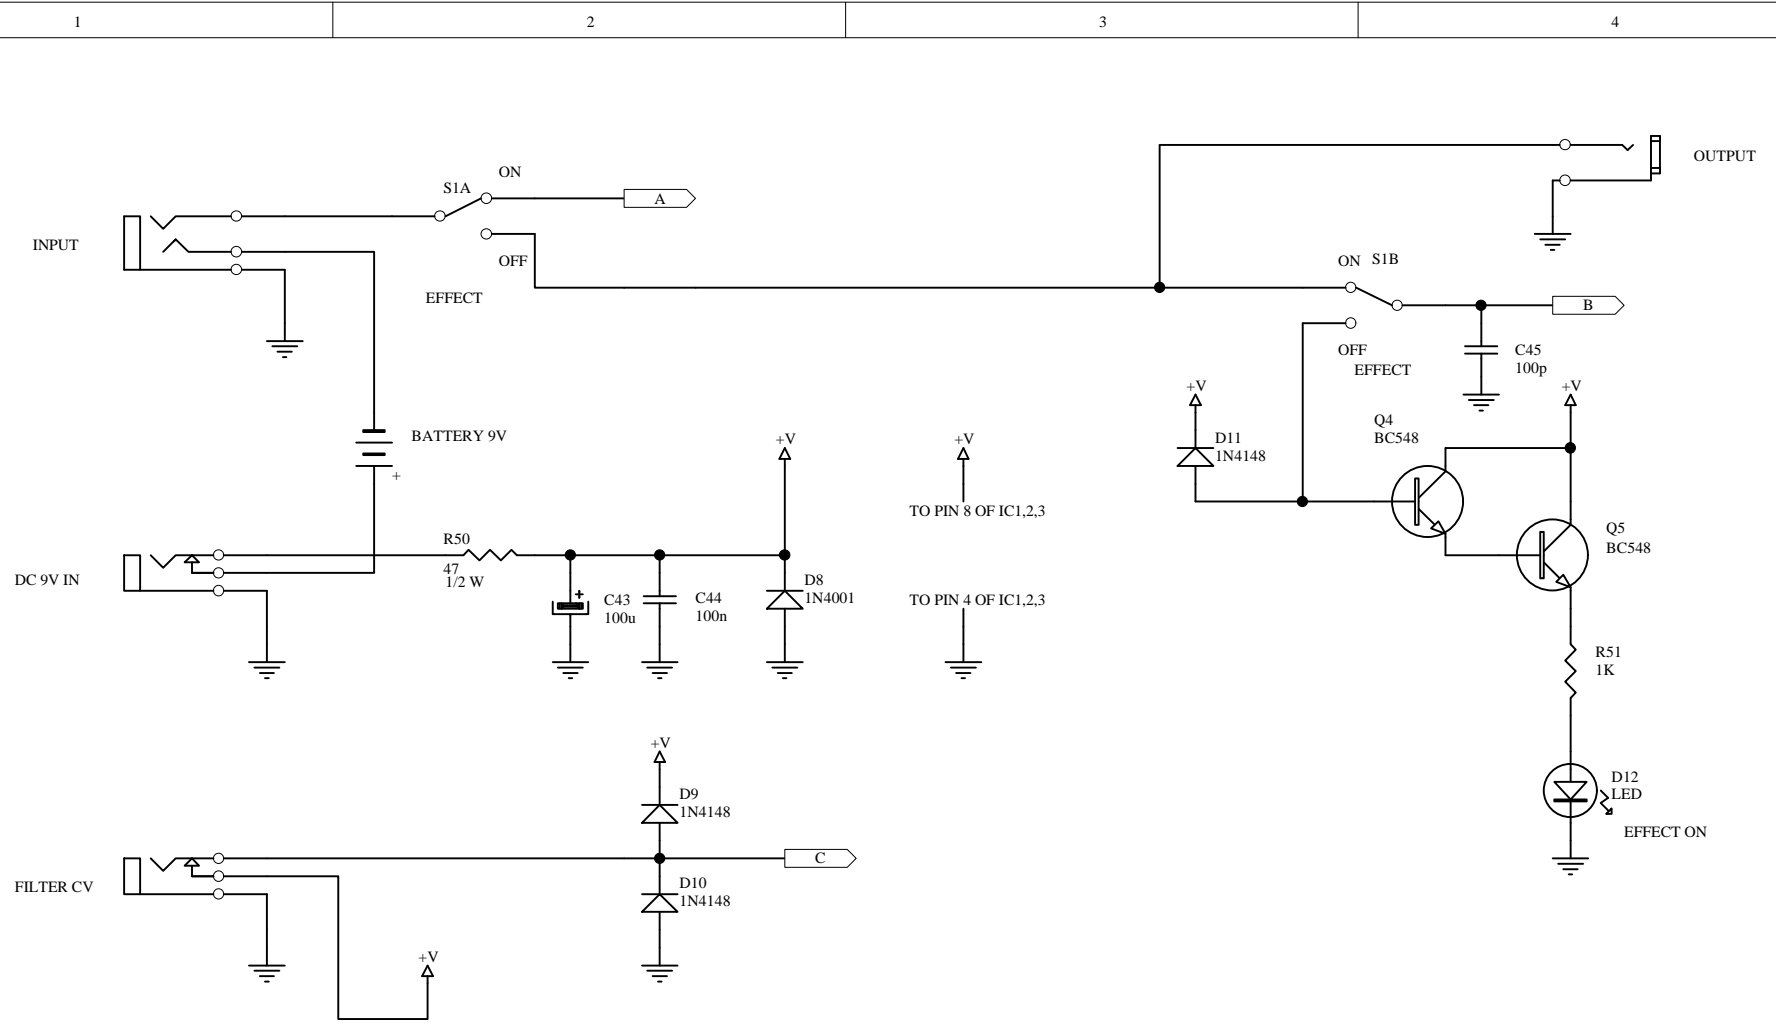 1 2 3 4
OUTPUT
ON
S1A
A
INPUT
OFF
EFFECT
ON S1B
B
OFF
EFFECT
C45
100p
+V
+V
Q4
BC548
BATTERY 9V
+
+V
+V
D11
1N4148
TO PIN 8 OF IC1,2,3
Q5
BC548
R50
47
1/2 W
DC 9V IN
+
C43
100u
C44
100n
D8
1N4001
TO PIN 4 OF IC1,2,3
R51
1K
+V
D9
1N4148
D12
LED
EFFECT ON
FILTER CV
C
D10
1N4148
+V